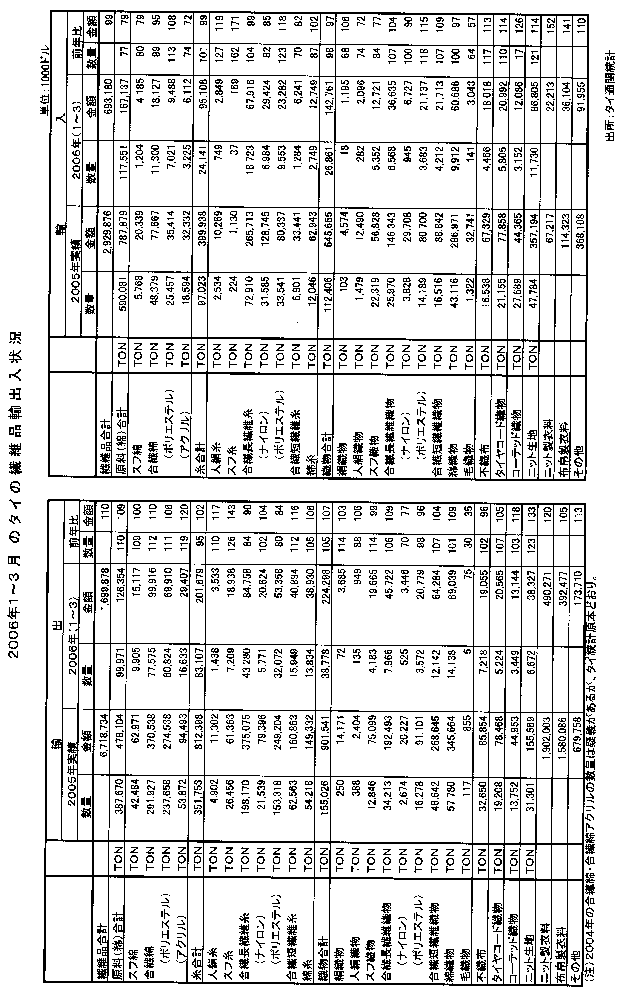 2006年1～3月 のタイの繊維品輸出入状況
単位：1000ドル
輸 出
2005年実績 2006年(1～3) 前年比
数量 金額 数量 金額 数量 金額
繊維品合計 6,718,734 1,699,878 110
原料(綿)合計 TON 387,670 478,104 99,971 126,354 110 109
スフ綿 TON 42,484 62,971 9,905 15,117 109 100
合繊綿 TON 291,927 370,538 77,575 99,916 112 110
(ポリエステル) TON 237,658 274,538 60,824 69,910 111 106
(アクリル) TON 53,872 94,493 16,633 29,407 119 120
糸合計 TON 351,753 812,398 83,107 201,679 95 102
人絹糸 TON 4,902 11,302 1,438 3,533 110 117
スフ糸 TON 26,456 61,363 7,209 18,938 126 143
合繊長繊維糸 TON 198,170 375,075 43,280 84,758 84 90
(ナイロン) TON 21,539 79,396 5,771 20,624 102 104
(ポリエステル) TON 153,318 249,204 32,072 53,358 80 84
合繊短繊維糸 TON 62,563 160,863 15,949 40,894 112 116
綿糸 TON 54,218 149,332 13,834 38,930 105 106
織物合計 TON 155,026 901,541 38,778 224,298 105 107
絹織物 TON 250 14,171 72 3,685 114 103
人絹織物 TON 388 2,404 135 949 88 106
スフ織物 TON 12,846 75,099 4,183 19,665 114 99
合繊長繊維織物 TON 34,213 192,493 7,966 45,722 106 109
(ナイロン) TON 2,674 20,227 525 3,446 70 77
(ポリエステル) TON 16,278 91,101 3,572 20,779 98 96
合繊短繊維織物 TON 48,642 268,645 12,142 64,284 107 104
綿織物 TON 57,780 345,664 14,138 89,039 101 109
毛織物 TON 117 855 5 75 30 35
不織布 TON 32,650 85,854 7,218 19,055 102 96
タイヤコード織物 TON 19,208 78,468 5,224 20,565 107 105
コーテッド織物 TON 13,752 44,953 3,449 13,144 103 118
ニット生地 TON 31,301 155,569 6,672 38,327 123 133
ニット製衣料 1,902,003 490,271 120
布帛製衣料 1,580,086 392,477 105
その他 679,758 173,710 113
(注)2004年の合繊綿・合繊綿アクリルの数量は疑義があるが、タイ統計原本どおり。
輸 入
2005年実績 2006年(1～3) 前年比
数量 金額 数量 金額 数量 金額
繊維品合計 2,929,876 693,180 99
原料(綿)合計 TON 590,081 787,879 117,551 167,137 77 79
スフ綿 TON 5,768 20,339 1,204 4,185 80 79
合繊綿 TON 48,379 77,667 11,300 18,127 99 95
(ポリエステル) TON 25,457 35,414 7,021 9,488 113 108
(アクリル) TON 18,594 32,332 3,225 6,112 74 72
糸合計 TON 97,023 399,938 24,141 95,108 101 99
人絹糸 TON 2,534 10,269 749 2,849 127 119
スフ糸 TON 224 1,130 37 169 162 171
合繊長繊維糸 TON 72,910 265,713 18,723 67,916 104 99
(ナイロン) TON 31,585 128,745 6,984 29,424 82 85
(ポリエステル) TON 33,541 80,337 9,553 23,282 123 118
合繊短繊維糸 TON 6,901 33,441 1,284 6,241 70 82
綿糸 TON 12,046 62,943 2,749 12,749 87 102
織物合計 TON 112,406 645,665 26,861 142,761 98 97
絹織物 TON 103 4,574 18 1,195 68 106
人絹織物 TON 1,479 12,490 282 2,096 74 72
スフ織物 TON 22,319 56,828 5,352 12,721 84 77
合繊長繊維織物 TON 25,970 146,343 6,568 36,635 107 104
(ナイロン) TON 3,828 29,708 945 6,727 100 90
(ポリエステル) TON 14,189 80,700 3,683 21,137 118 115
合繊短繊維織物 TON 16,516 88,842 4,212 21,713 107 109
綿織物 TON 43,116 286,971 9,912 60,686 100 97
毛織物 TON 1,322 32,741 141 3,043 64 57
不織布 TON 16,538 67,329 4,466 18,018 117 113
タイヤコード織物 TON 21,155 77,858 5,805 20,992 110 114
コーテッド織物 TON 27,689 44,365 3,152 12,086 17 126
ニット生地 TON 47,784 357,194 11,730 86,805 121 114
ニット製衣料 67,217 22,213 152
布帛製衣料 114,323 36,104 141
その他 368,108 91,955 110
出所：タイ通関統計